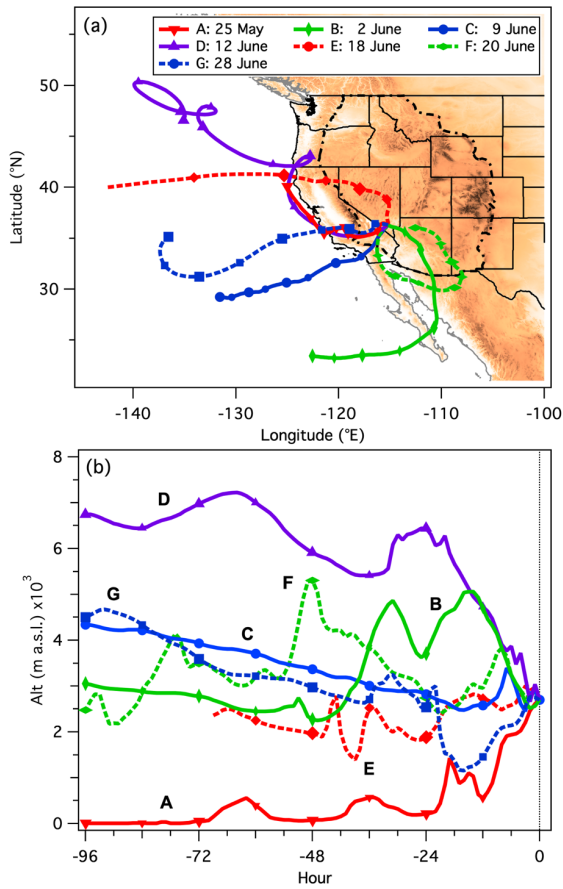 (a)
A: 25 May
B: 2 June
C: 9 June
D: 12 June
E: 18 June
F: 20 June
G: 28 June
50
40
30
Latitude (°N)
-140
-130
-120
-110
-100
Longitude (°E)
(b)
8
6
4
2
0
Alt (m a.s.l.) x10³
D
G
F
B
C
E
A
-96
-72
-48
-24
0
Hour